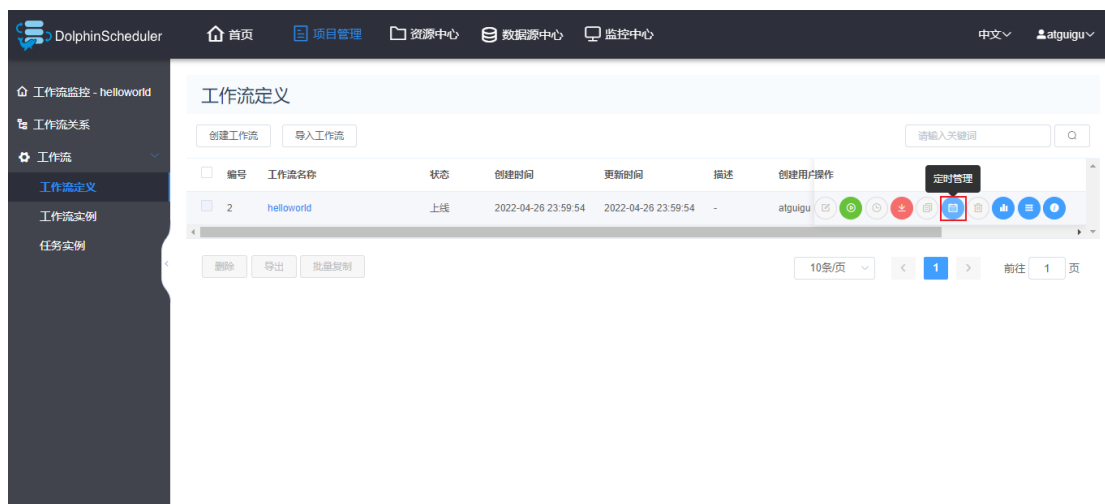 DolphinScheduler 首页 项目管理 资源中心 数据源中心 监控中心 中文 atguigu
工作流监控 - helloworld
工作流关系
工作流
工作流定义
工作流实例
任务实例
工作流定义
创建工作流 导入工作流 请输入关键词
定时管理
编号 工作流名称 状态 创建时间 更新时间 描述 创建用户 操作
2 helloworld 上线 2022-04-26 23:59:54 2022-04-26 23:59:54 - atguigu
删除 导出 批量复制 10条/页 < 1 > 前往 1 页